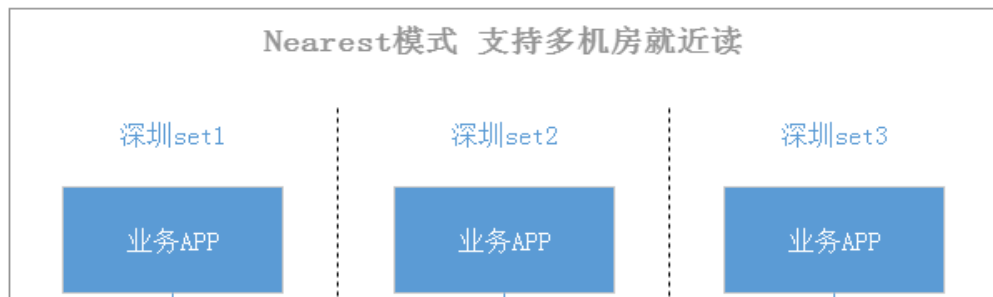 Nearest模式 支持多机房就近读
深圳set1
深圳set2
深圳set3
业务APP
业务APP
业务APP